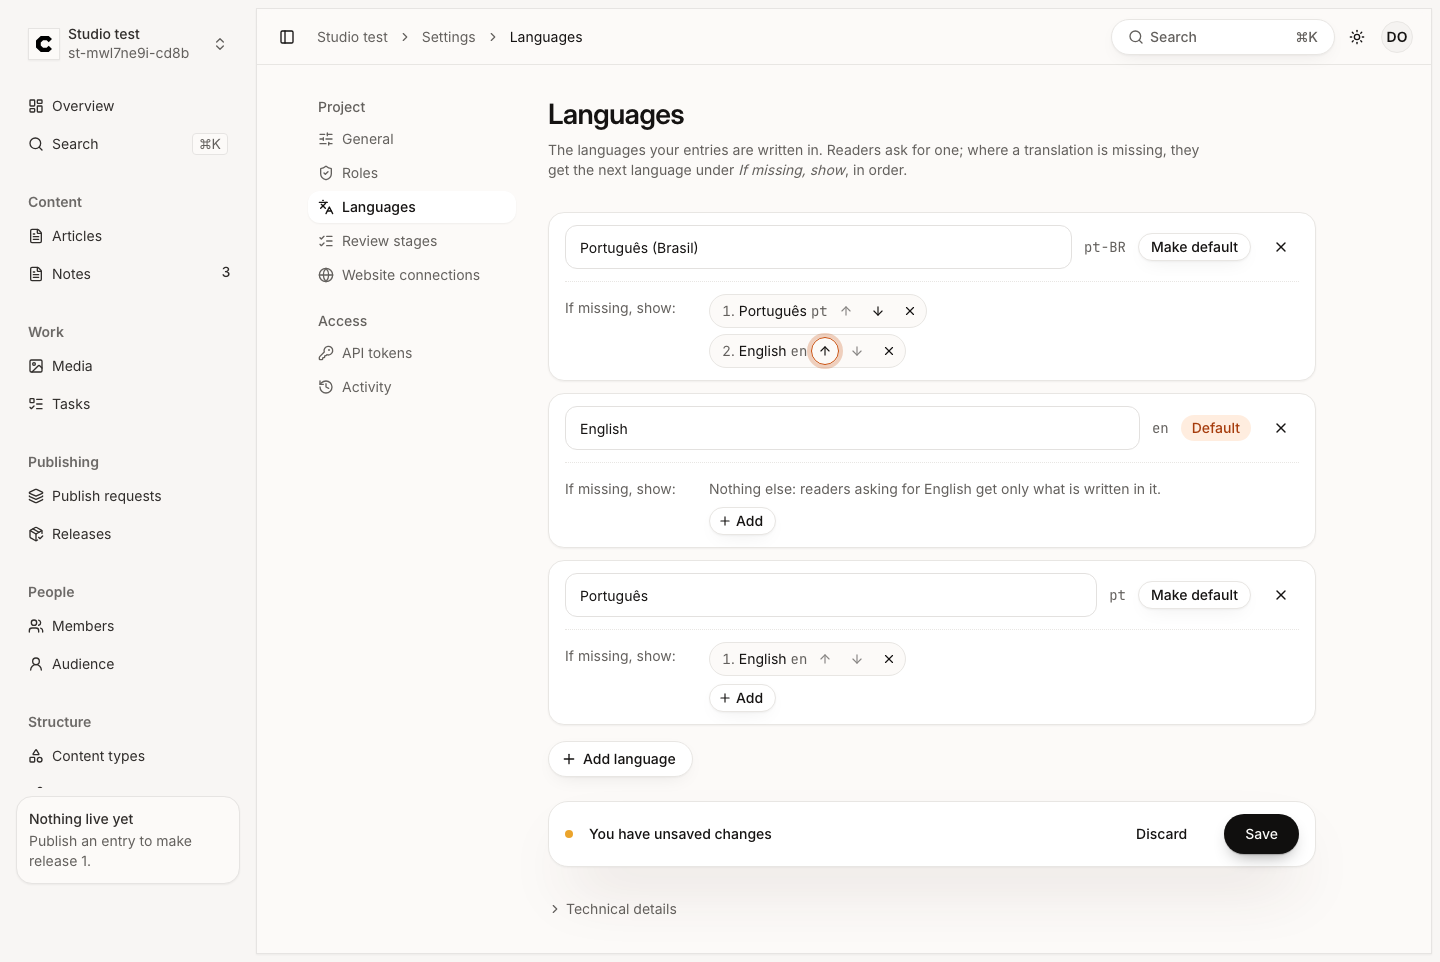 Studio test
st-mwl7ne9i-cd8b
Overview
Search ⌘K
Content
Articles
Notes 3
Work
Media
Tasks
Publishing
Publish requests
Releases
People
Members
Audience
Structure
Content types
Nothing live yet
Publish an entry to make
release 1.
Studio test > Settings > Languages
Search ⌘K
DO
Project
General
Roles
Languages
Review stages
Website connections
Access
API tokens
Activity
Languages
The languages your entries are written in. Readers ask for one; where a translation is missing, they
get the next language under If missing, show, in order.
Português (Brasil) pt-BR Make default
If missing, show:
1. Português pt
2. English en
English en Default
If missing, show: Nothing else: readers asking for English get only what is written in it.
Add
Português pt Make default
If missing, show:
1. English en
Add
Add language
You have unsaved changes Discard Save
Technical details